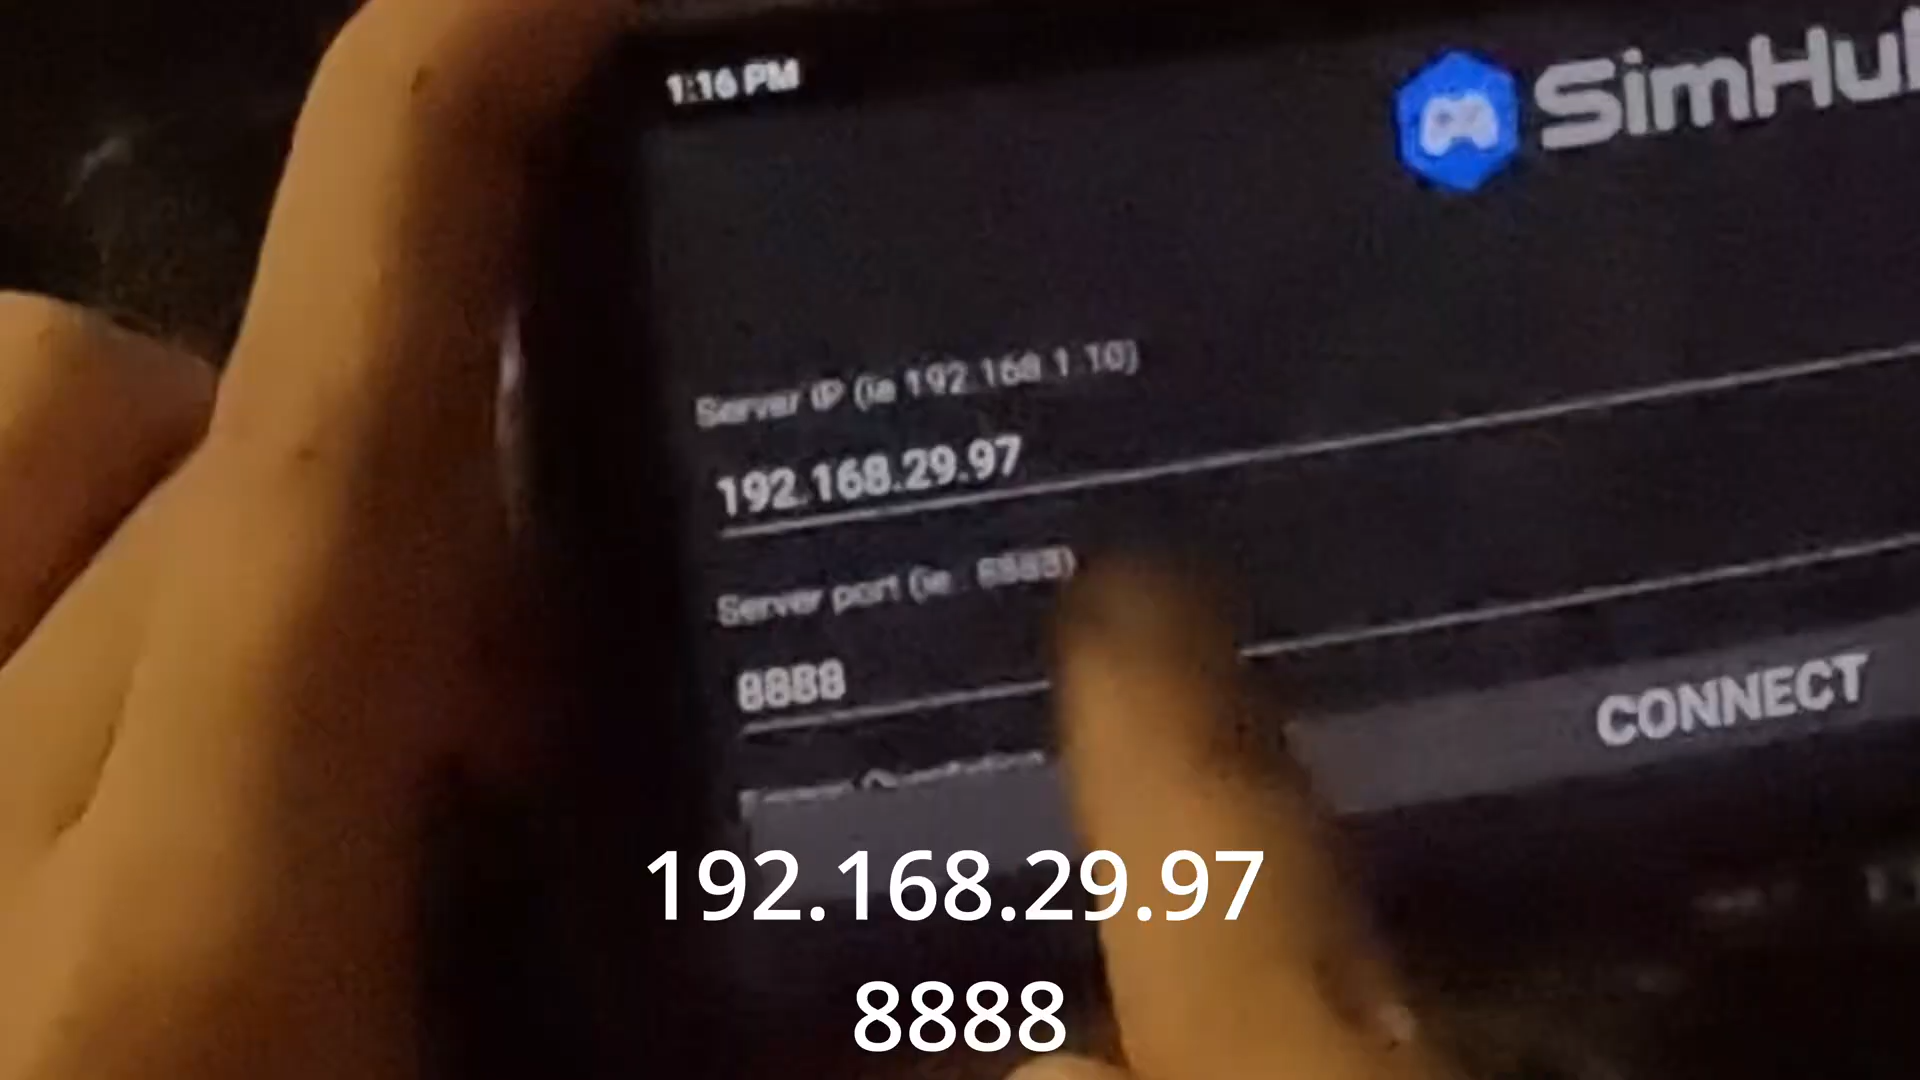 1:16 PM
SimHub
Server IP (ie 192.168.1.10)
192.168.29.97
Server port (ie : 8888)
8888
CONNECT
192.168.29.97
8888